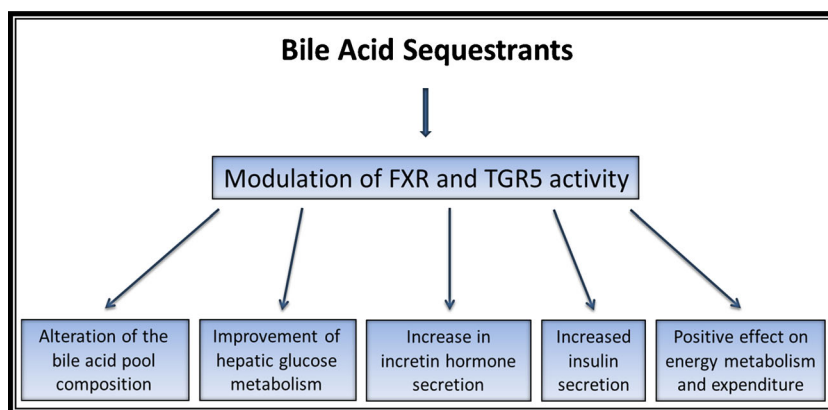 Bile Acid Sequestrants
Modulation of FXR and TGR5 activity
Alteration of the
bile acid pool
composition
Improvement of
hepatic glucose
metabolism
Increase in
incretin hormone
secretion
Increased
insulin
secretion
Positive effect on
energy metabolism
and expenditure